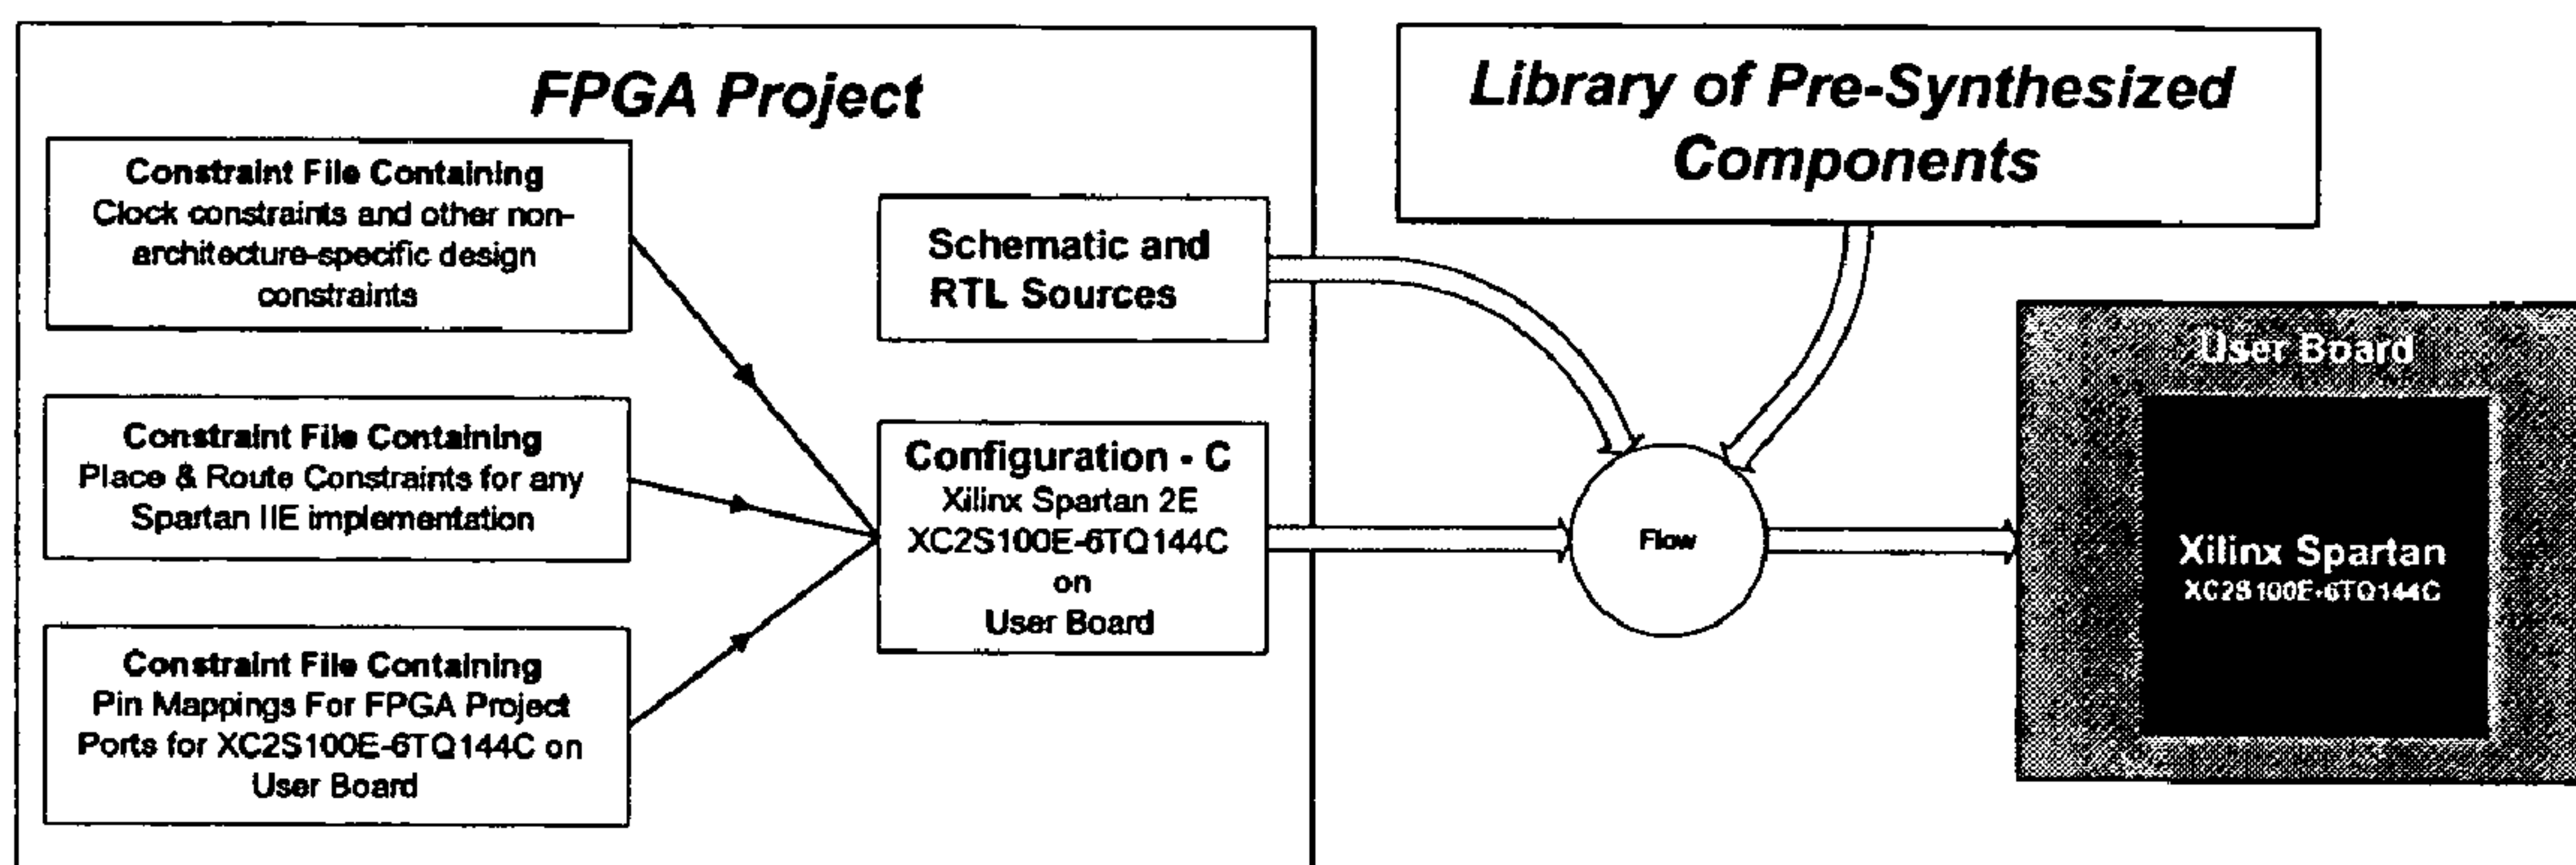 FPGA Project
Constraint File Containing
Clock constraints and other non-
architecture-specific design
constraints
Constraint File Containing
Place & Route Constraints for any
Spartan IIE implementation
Constraint File Containing
Pin Mappings For FPGA Project
Ports for XC2S100E-6TQ144C on
User Board
Schematic and
RTL Sources
Configuration - C
Xilinx Spartan 2E
XC2S100E-6TQ144C
on
User Board
Library of Pre-Synthesized
Components
Flow
User Board
Xilinx Spartan
XC2S100E-6TQ144C